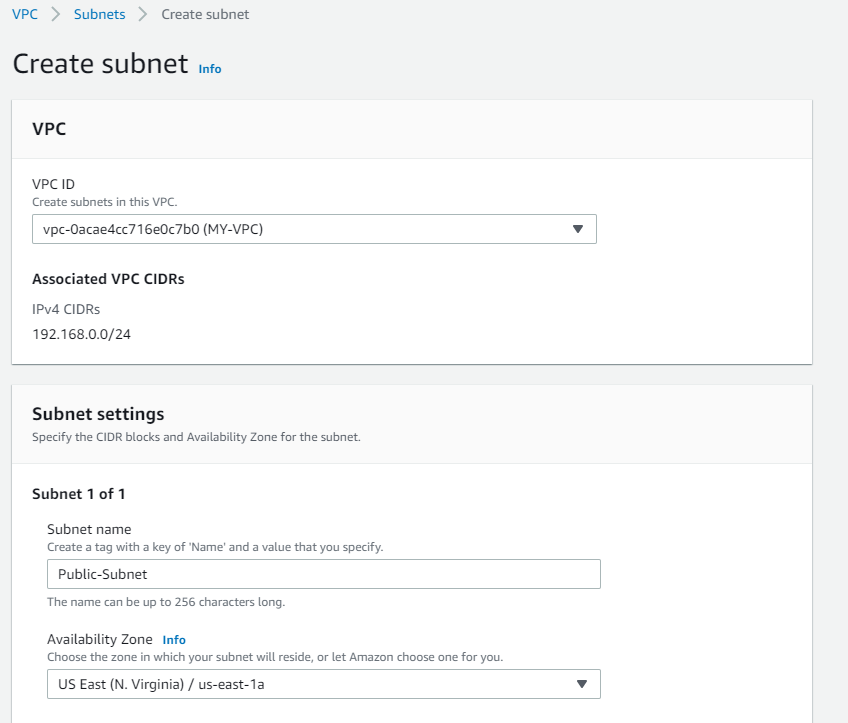 VPC > Subnets > Create subnet
Create subnet Info
VPC
VPC ID
Create subnets in this VPC.
vpc-0acae4cc716e0c7b0 (MY-VPC)
Associated VPC CIDRs
IPv4 CIDRs
192.168.0.0/24
Subnet settings
Specify the CIDR blocks and Availability Zone for the subnet.
Subnet 1 of 1
Subnet name
Create a tag with a key of 'Name' and a value that you specify.
Public-Subnet
The name can be up to 256 characters long.
Availability Zone Info
Choose the zone in which your subnet will reside, or let Amazon choose one for you.
US East (N. Virginia) / us-east-1a